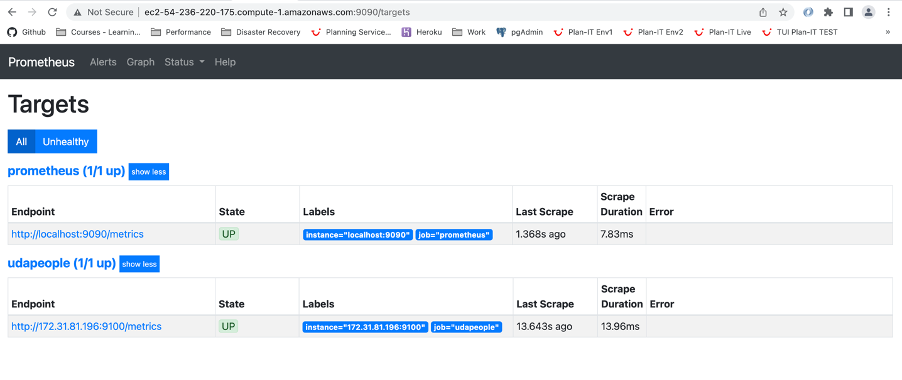 Not Secure | ec2-54-236-220-175.compute-1.amazonaws.com:9090/targets
Github Courses - Learnin... Performance Disaster Recovery Planning Service... Heroku Work pgAdmin Plan-IT Env1 Plan-IT Env2 Plan-IT Live TUI Plan-IT TEST »
Prometheus Alerts Graph Status Help
Targets
All Unhealthy
prometheus (1/1 up) show less
Endpoint State Labels Last Scrape Scrape Duration Error
http://localhost:9090/metrics UP instance="localhost:9090" job="prometheus" 1.368s ago 7.83ms
udapeople (1/1 up) show less
Endpoint State Labels Last Scrape Scrape Duration Error
http://172.31.81.196:9100/metrics UP instance="172.31.81.196:9100" job="udapeople" 13.643s ago 13.96ms